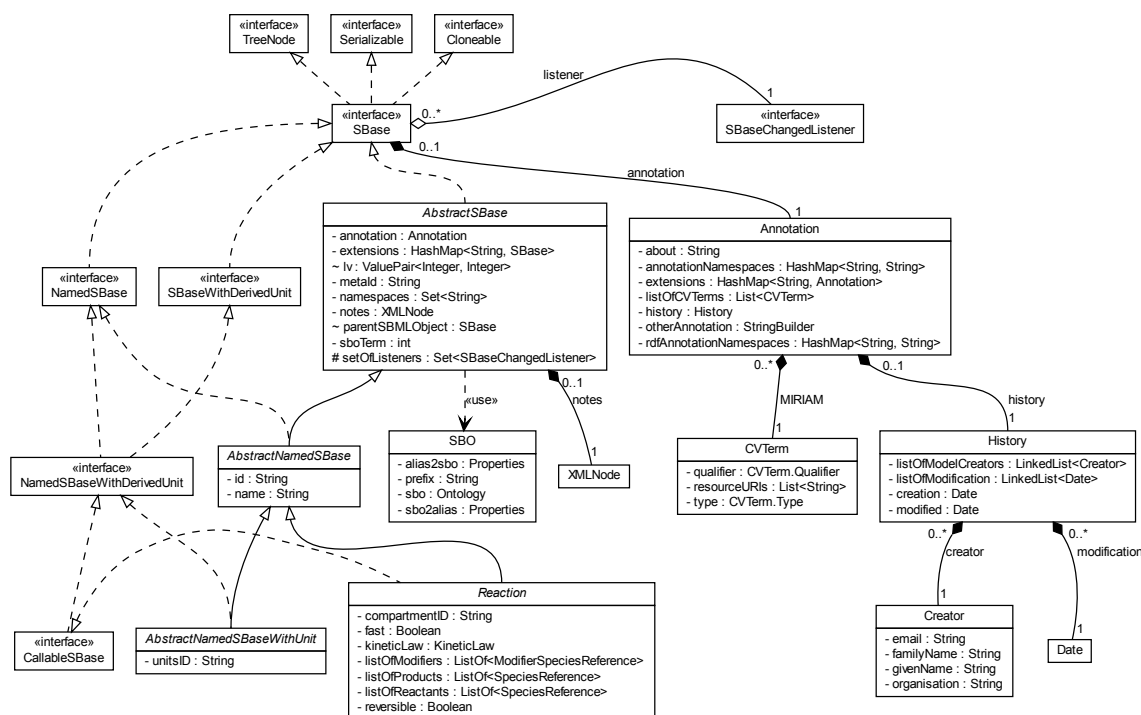 «interface»
TreeNode
«interface»
Serializable
«interface»
Cloneable
listener
«interface»
SBase
0..*
1
«interface»
SBaseChangedListener
0..1
annotation
1
AbstractSBase
- annotation : Annotation
- extensions : HashMap<String, SBase>
~ lv : ValuePair<Integer, Integer>
- metaId : String
- namespaces : Set<String>
- notes : XMLNode
~ parentSBMLObject : SBase
- sboTerm : int
# setOfListeners : Set<SBaseChangedListener>
Annotation
- about : String
- annotationNamespaces : HashMap<String, String>
- extensions : HashMap<String, Annotation>
- listOfCVTerms : List<CVTerm>
- history : History
- otherAnnotation : StringBuilder
- rdfAnnotationNamespaces : HashMap<String, String>
«interface»
NamedSBase
«interface»
SBaseWithDerivedUnit
0..1
notes
1
«use»
0..*
MIRIAM
1
0..1
history
1
AbstractNamedSBase
- id : String
- name : String
SBO
- alias2sbo : Properties
- prefix : String
- sbo : Ontology
- sbo2alias : Properties
XMLNode
CVTerm
- qualifier : CVTerm.Qualifier
- resourceURIs : List<String>
- type : CVTerm.Type
History
- listOfModelCreators : LinkedList<Creator>
- listOfModification : LinkedList<Date>
- creation : Date
- modified : Date
«interface»
NamedSBaseWithDerivedUnit
0..*
creator
1
0..*
modification
1
«interface»
CallableSBase
AbstractNamedSBaseWithUnit
- unitsID : String
Reaction
- compartmentID : String
- fast : Boolean
- kineticLaw : KineticLaw
- listOfModifiers : ListOf<ModifierSpeciesReference>
- listOfProducts : ListOf<SpeciesReference>
- listOfReactants : ListOf<SpeciesReference>
- reversible : Boolean
Creator
- email : String
- familyName : String
- givenName : String
- organisation : String
Date